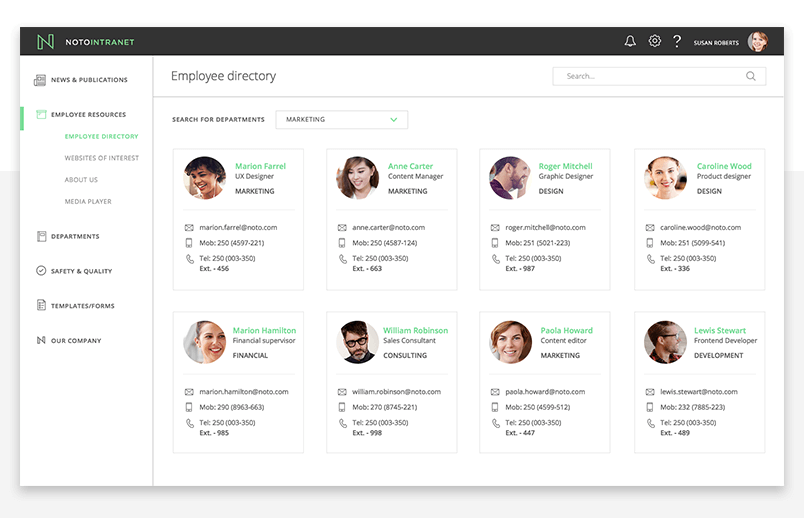 NOTOINTRANET
SUSAN ROBERTS
NEWS & PUBLICATIONS
EMPLOYEE RESOURCES
EMPLOYEE DIRECTORY
WEBSITES OF INTEREST
ABOUT US
MEDIA PLAYER
DEPARTMENTS
SAFETY & QUALITY
TEMPLATES/FORMS
OUR COMPANY
Employee directory
Search...
SEARCH FOR DEPARTMENTS
MARKETING
Marion Farrel
UX Designer
MARKETING
marion.farrel@noto.com
Mob: 250 (4597-221)
Tel: 250 (003-350)
Ext. - 456
Anne Carter
Content Manager
MARKETING
anne.carter@noto.com
Mob: 250 (4587-124)
Tel: 250 (003-350)
Ext. - 663
Roger Mitchell
Graphic Designer
DESIGN
roger.mitchell@noto.com
Mob: 251 (5021-223)
Tel: 250 (003-350)
Ext. - 987
Caroline Wood
Product designer
DESIGN
caroline.wood@noto.com
Mob: 251 (5099-541)
Tel: 250 (003-350)
Ext. - 336
Marion Hamilton
Financial supervisor
FINANCIAL
marion.hamilton@noto.com
Mob: 290 (8963-663)
Tel: 250 (003-350)
Ext. - 985
William Robinson
Sales Consultant
CONSULTING
william.robinson@noto.com
Mob: 270 (8745-221)
Tel: 250 (003-350)
Ext. - 998
Paola Howard
Content editor
MARKETING
paola.howard@noto.com
Mob: 250 (4599-512)
Tel: 250 (003-350)
Ext. - 447
Lewis Stewart
Frontend Developer
DEVELOPMENT
lewis.stewart@noto.com
Mob: 232 (7885-223)
Tel: 250 (003-350)
Ext. - 489